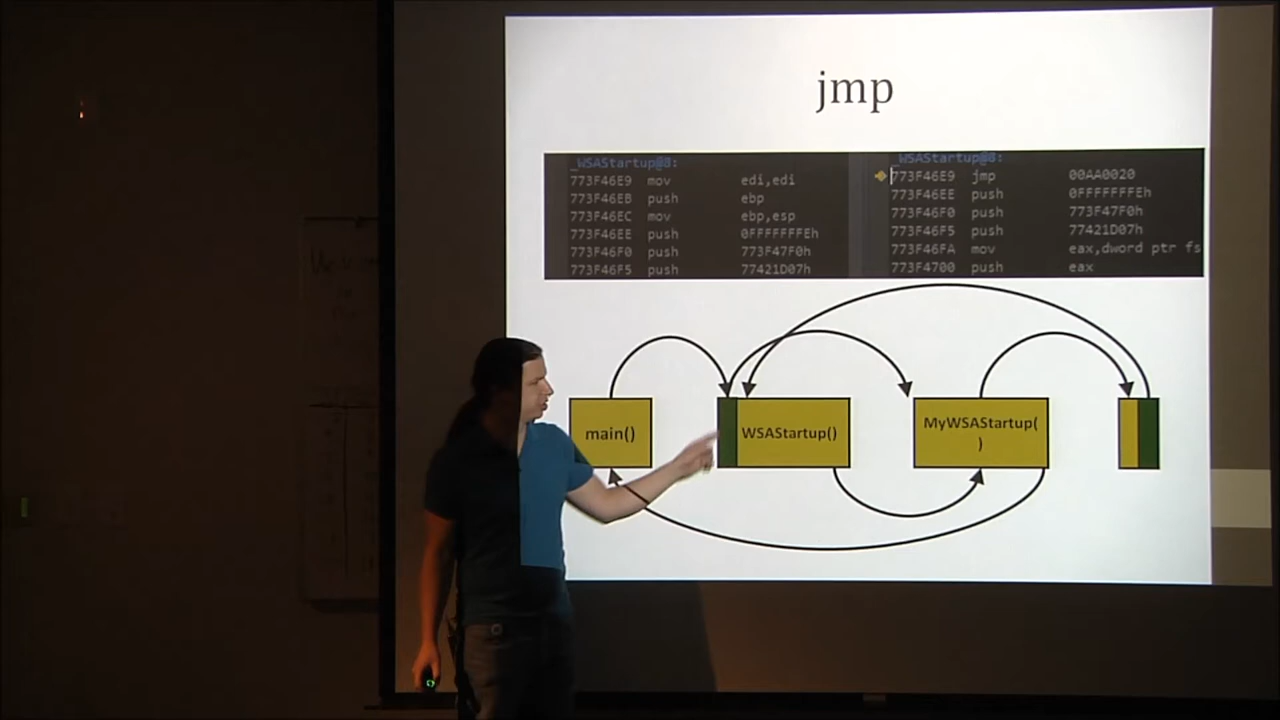 jmp
_WSAStartup@8:
773F46E9 mov edi,edi
773F46EB push ebp
773F46EC mov ebp,esp
773F46EE push 0FFFFFFFEh
773F46F0 push 773F47F0h
773F46F5 push 77421D07h
_WSAStartup@8:
773F46E9 jmp 00AA0020
773F46EE push 0FFFFFFFEh
773F46F0 push 773F47F0h
773F46F5 push 77421D07h
773F46FA mov eax,dword ptr fs
773F4700 push eax
main()
WSAStartup()
MyWSAStartup(
)